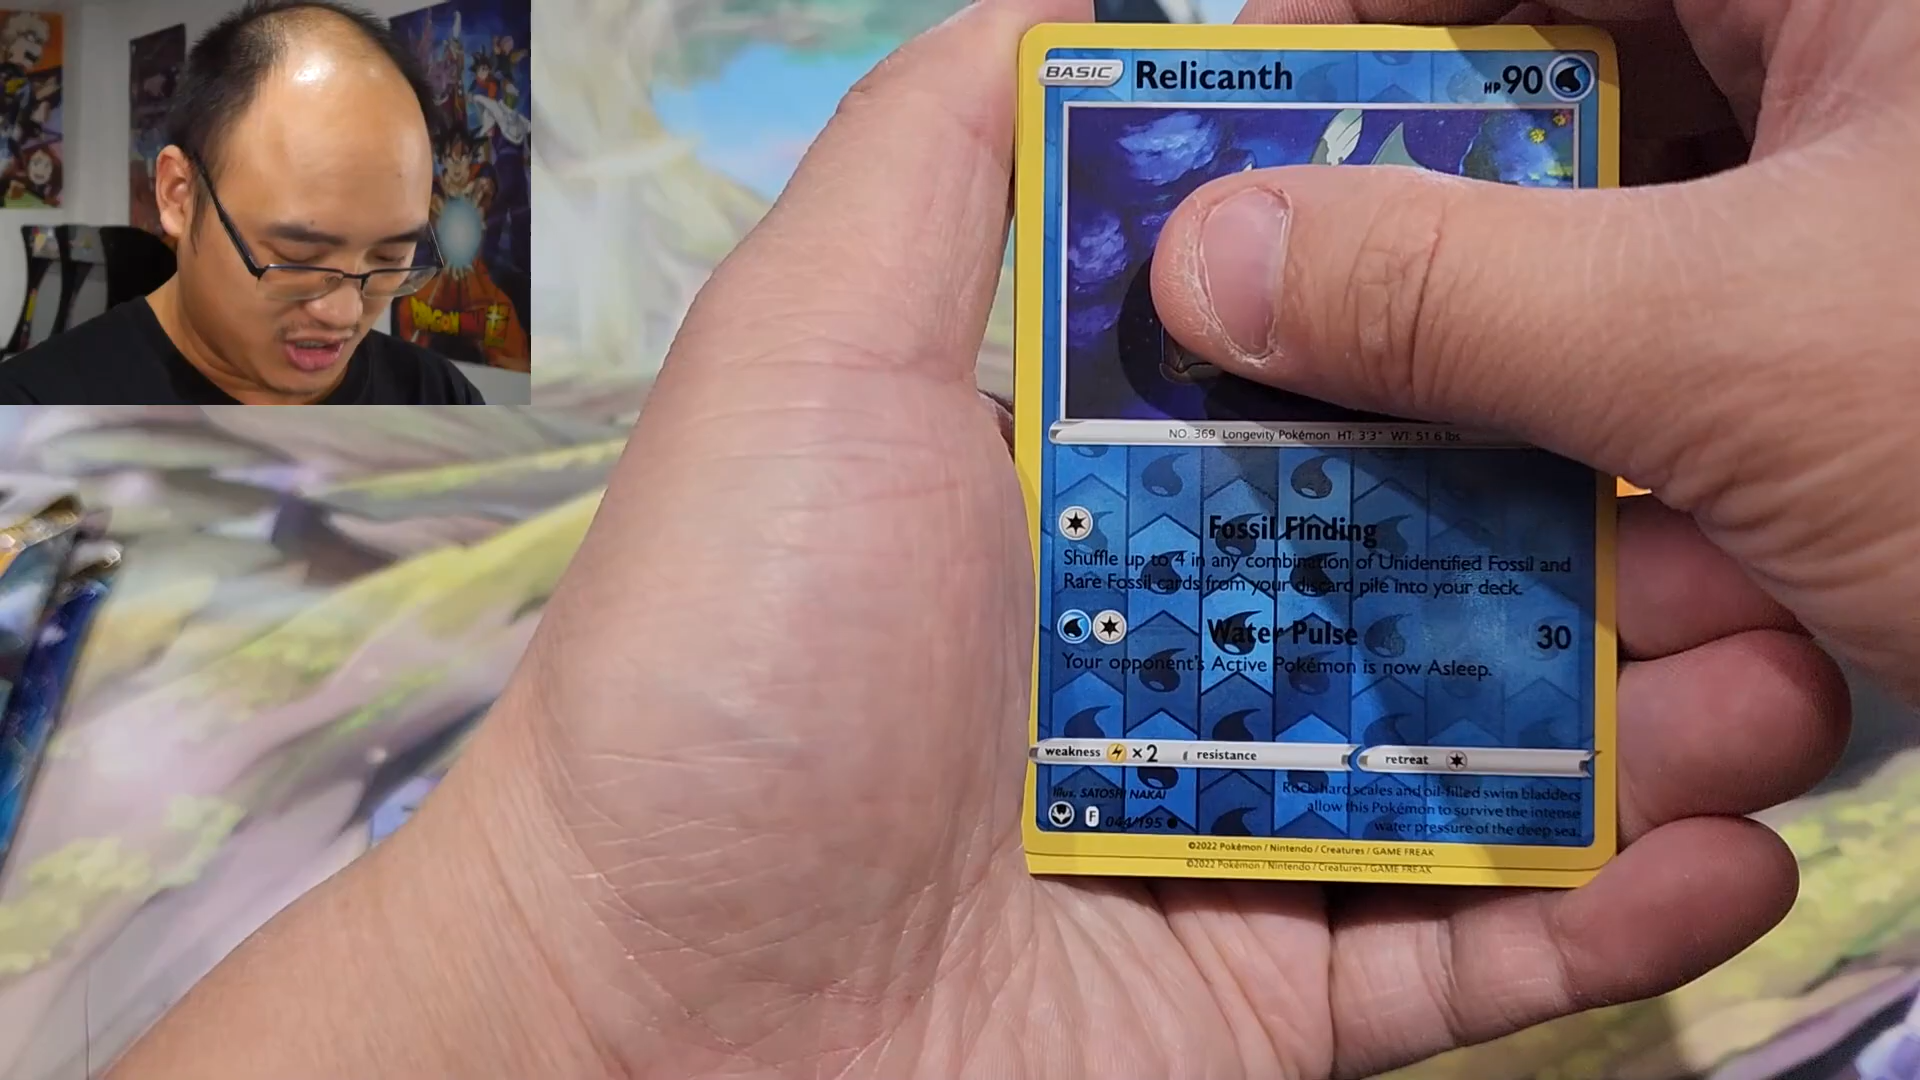 DRAGON
BASIC Relicanth HP 90
NO. 369 Longevity Pokémon HT: 3'3" WT: 51.6 lbs.
Fossil Finding
Shuffle up to 4 in any combination of Unidentified Fossil and
Rare Fossil cards from your discard pile into your deck.
Water Pulse 30
Your opponent's Active Pokémon is now Asleep.
weakness ×2 resistance retreat
Illus. SATOSHI NAKAI
Rock-hard scales and oil-filled swim bladders
allow this Pokémon to survive the intense
water pressure of the deep sea.
F 044/195
©2022 Pokémon / Nintendo / Creatures / GAME FREAK
©2022 Pokémon / Nintendo / Creatures / GAME FREAK